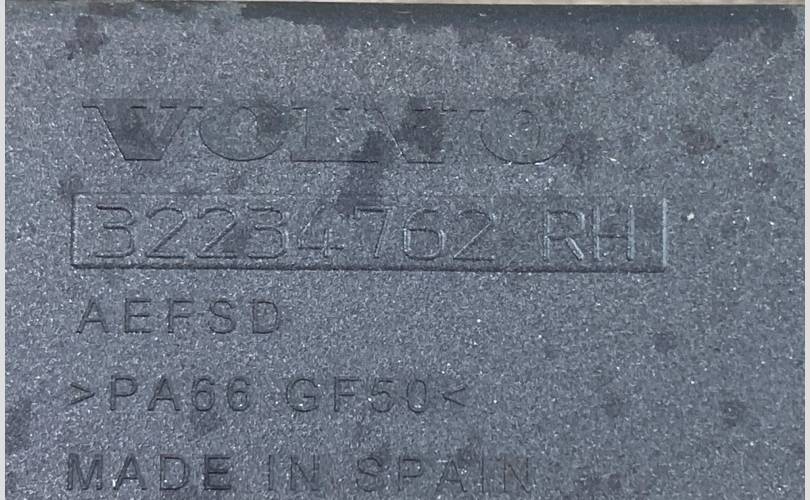 VOLVO
32234762 RH
AEFSD
>PA66 GF50<
MADE IN SPAIN